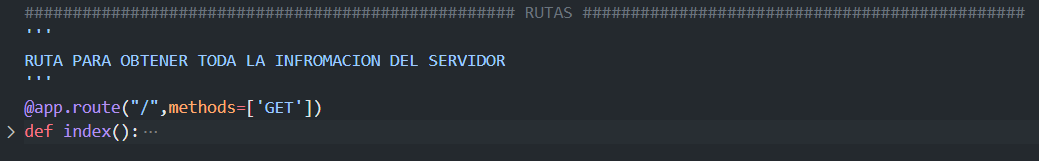 ################################################### RUTAS ##############################################
'''
RUTA PARA OBTENER TODA LA INFROMACION DEL SERVIDOR
'''
@app.route("/",methods=['GET'])
def index():···